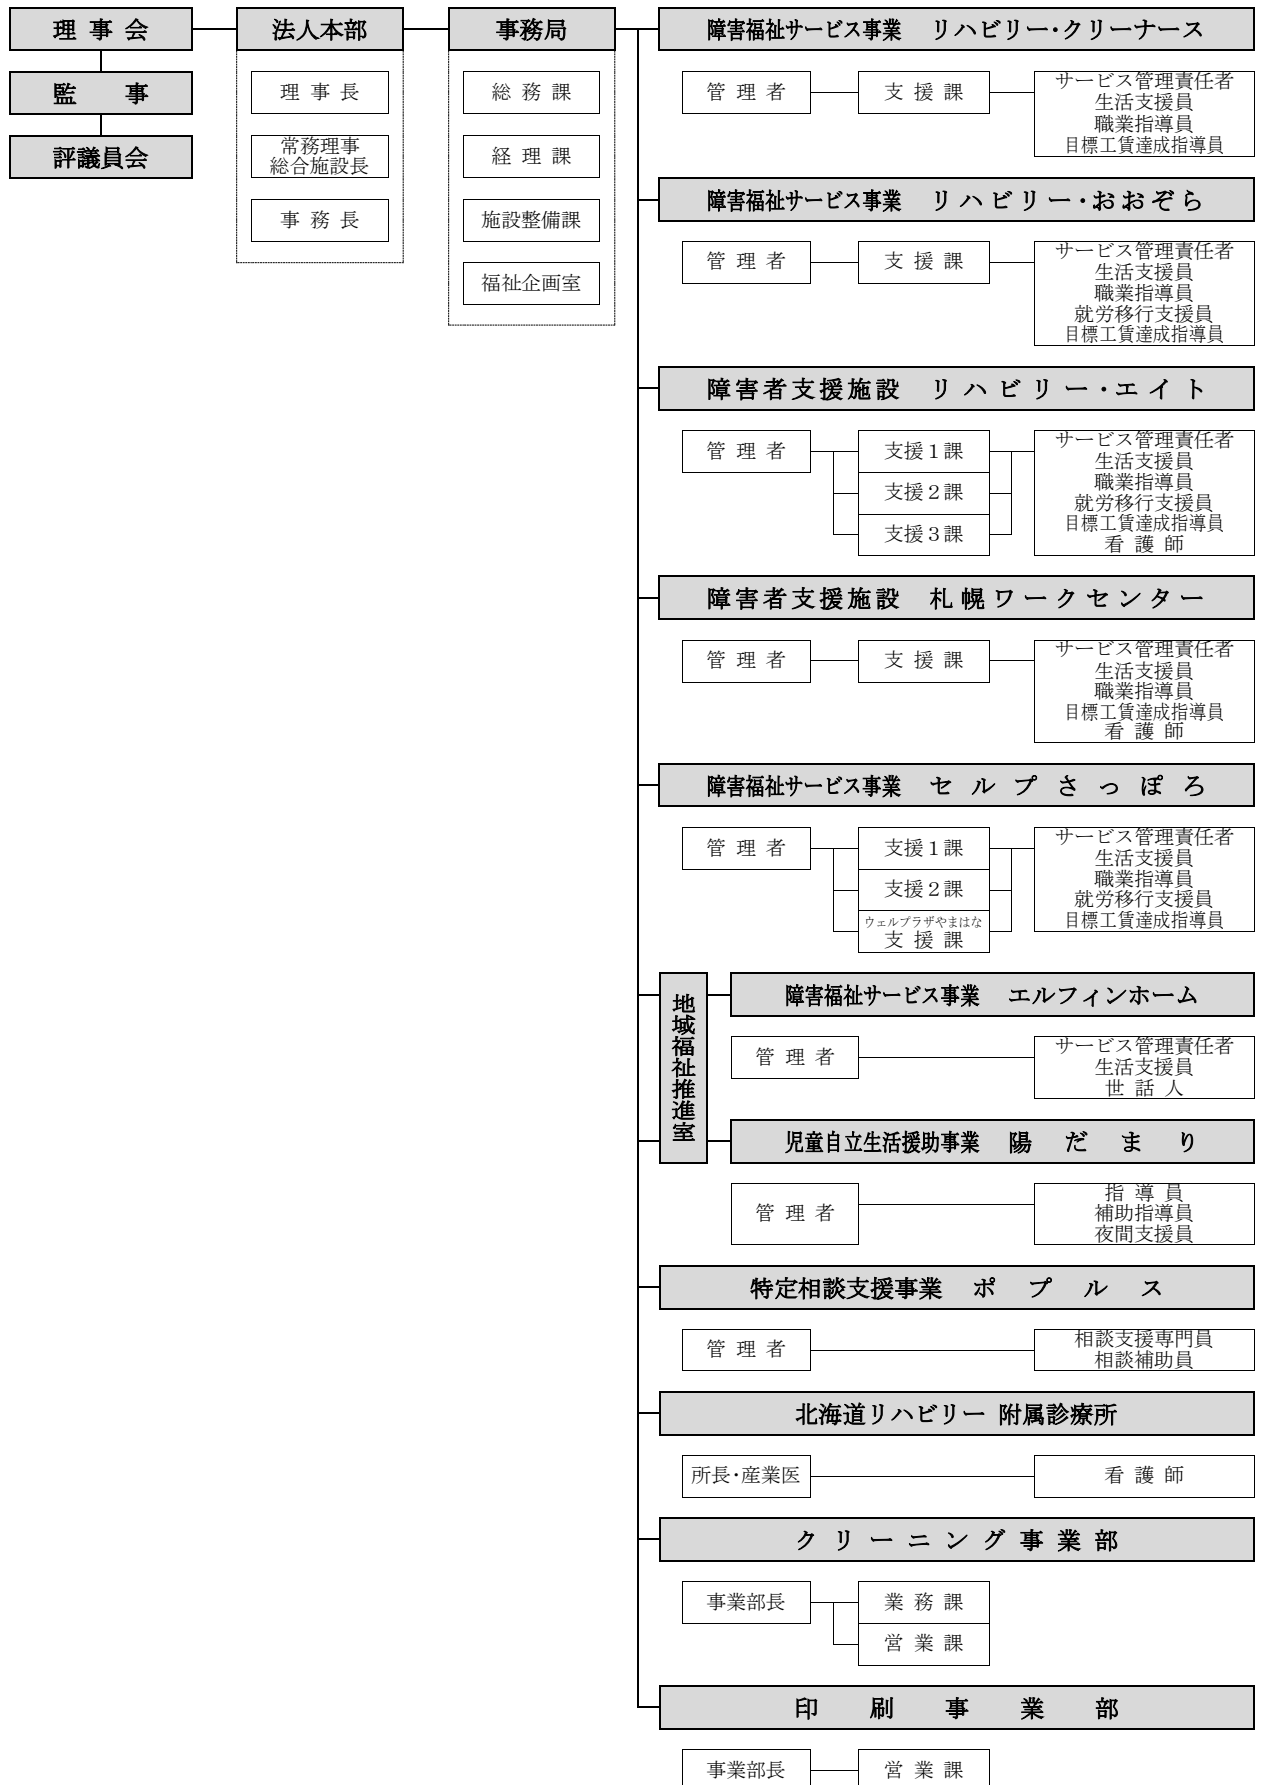 理事会
監　事
評議員会
法人本部
理事長
常務理事
総合施設長
事務長
事務局
総務課
経理課
施設整備課
福祉企画室
障害福祉サービス事業　リハビリー・クリーナース
管理者
支援課
サービス管理責任者
生活支援員
職業指導員
目標工賃達成指導員
障害福祉サービス事業　リハビリー・おおぞら
管理者
支援課
サービス管理責任者
生活支援員
職業指導員
就労移行支援員
目標工賃達成指導員
障害者支援施設　リハビリー・エイト
管理者
支援１課
支援２課
支援３課
サービス管理責任者
生活支援員
職業指導員
就労移行支援員
目標工賃達成指導員
看護師
障害者支援施設　札幌ワークセンター
管理者
支援課
サービス管理責任者
生活支援員
職業指導員
目標工賃達成指導員
看護師
障害福祉サービス事業　セルプさっぽろ
管理者
支援１課
支援２課
ウェルプラザやまはな
支援課
サービス管理責任者
生活支援員
職業指導員
就労移行支援員
目標工賃達成指導員
地域福祉推進室
障害福祉サービス事業　エルフィンホーム
管理者
サービス管理責任者
生活支援員
世話人
児童自立生活援助事業　陽だまり
管理者
指導員
補助指導員
夜間支援員
特定相談支援事業　ポプルス
管理者
相談支援専門員
相談補助員
北海道リハビリー 附属診療所
所長・産業医
看護師
クリーニング事業部
事業部長
業務課
営業課
印刷事業部
事業部長
営業課